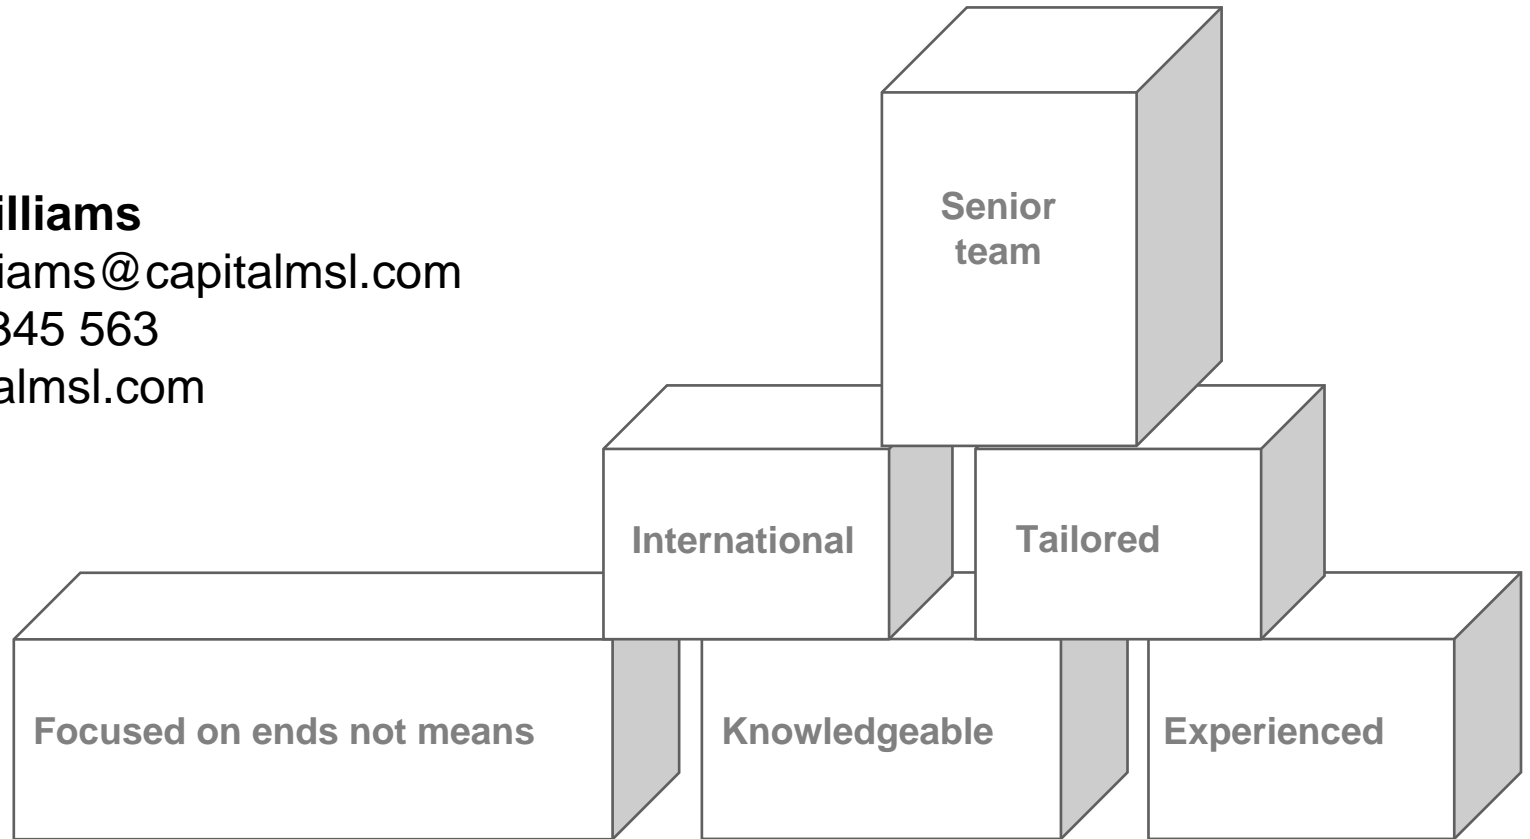 illiams
iams@capitalmsl.com
345 563
almsl.com
Senior
team
International
Tailored
Focused on ends not means
Knowledgeable
Experienced